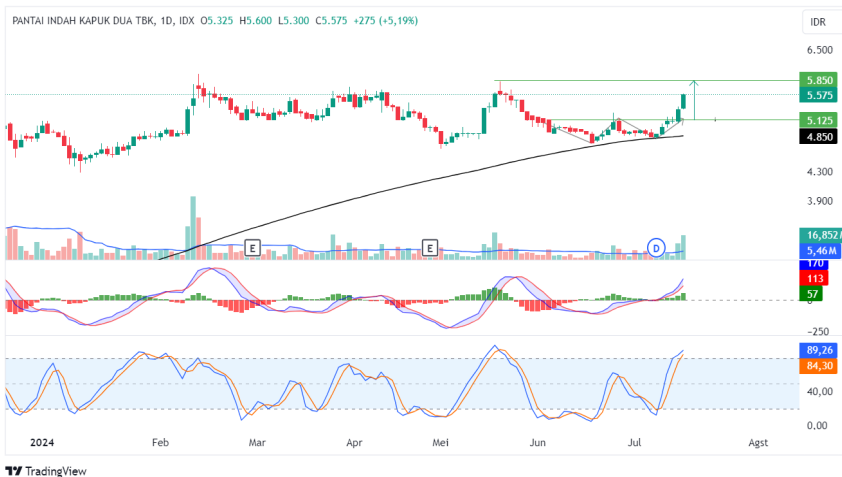 PANTAI INDAH KAPUK DUA TBK, 1D, IDX O5.325 H5.600 L5.300 C5.575 +275 (+5,19%)
IDR
6.500
5.850
5.575
5.125
4.850
4.300
3.900
E
E
D
16,852
5,46 M
170
113
0
57
−250
89,26
84,30
40,00
0,00
2024 Feb Mar Apr Mei Jun Jul Agst
TradingView